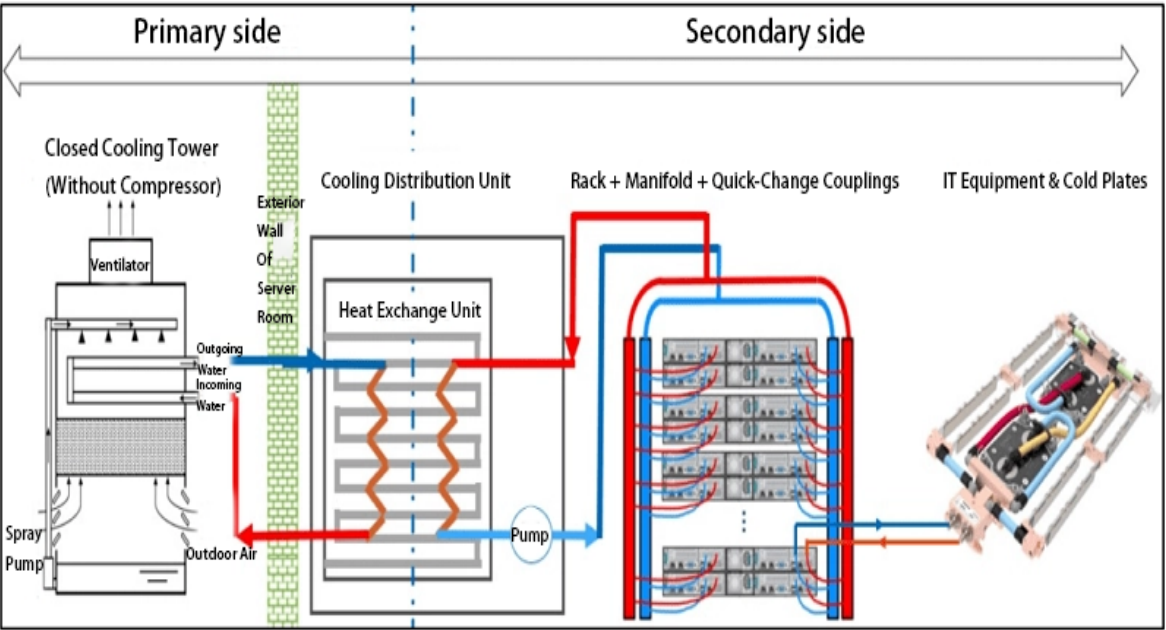 Primary side
Secondary side
Closed Cooling Tower
(Without Compressor)
Ventilator
Outgoing
Water
Incoming
Water
Spray
Pump
Outdoor Air
Exterior
Wall
Of
Server
Room
Cooling Distribution Unit
Heat Exchange Unit
Pump
Rack + Manifold + Quick-Change Couplings
IT Equipment & Cold Plates